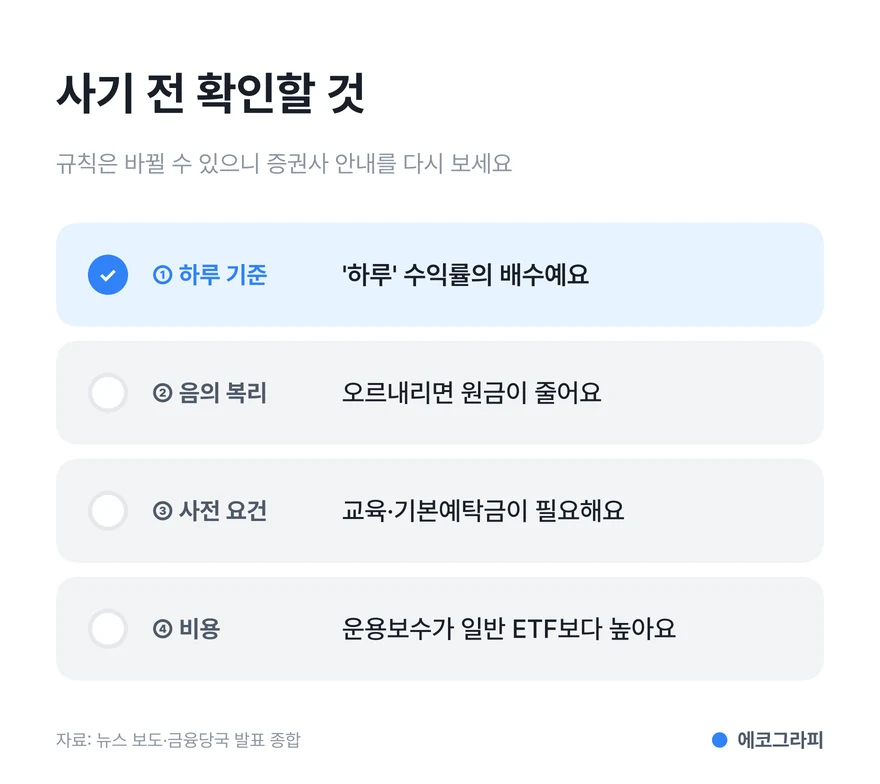 사기 전 확인할 것
규칙은 바뀔 수 있으니 증권사 안내를 다시 보세요
① 하루 기준 '하루' 수익률의 배수예요
② 음의 복리 오르내리면 원금이 줄어요
③ 사전 요건 교육·기본예탁금이 필요해요
④ 비용 운용보수가 일반 ETF보다 높아요
자료: 뉴스 보도·금융당국 발표 종합 에코그라피